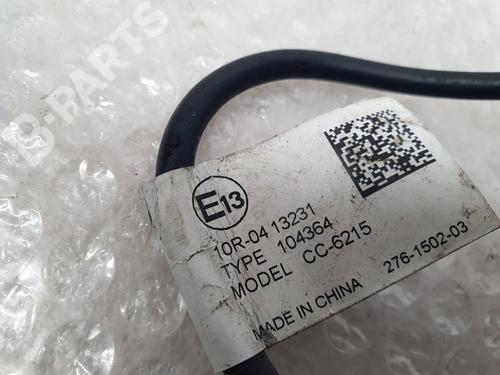 B-PARTS
E13
10R-04 13231
TYPE 104364
MODEL CC-6215
MADE IN CHINA
276-1502-03